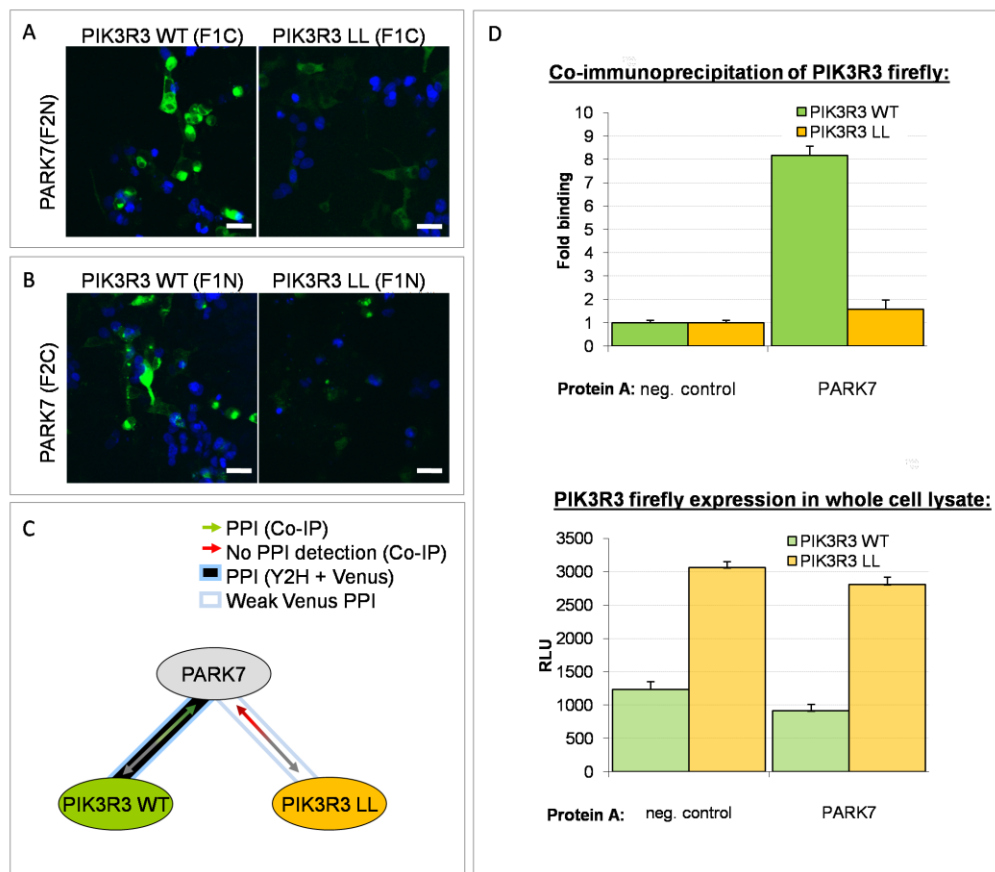 A
PIK3R3 WT (F1C)
PIK3R3 LL (F1C)
PARK7(F2N)
B
PIK3R3 WT (F1N)
PIK3R3 LL (F1N)
PARK7 (F2C)
C
PPI (Co-IP)
No PPI detection (Co-IP)
PPI (Y2H + Venus)
Weak Venus PPI
PARK7
PIK3R3 WT
PIK3R3 LL
D
Co-immunoprecipitation of PIK3R3 firefly:
PIK3R3 WT
PIK3R3 LL
Fold binding
10
9
8
7
6
5
4
3
2
1
0
Protein A: neg. control
PARK7
PIK3R3 firefly expression in whole cell lysate:
PIK3R3 WT
PIK3R3 LL
RLU
3500
3000
2500
2000
1500
1000
500
0
Protein A: neg. control
PARK7